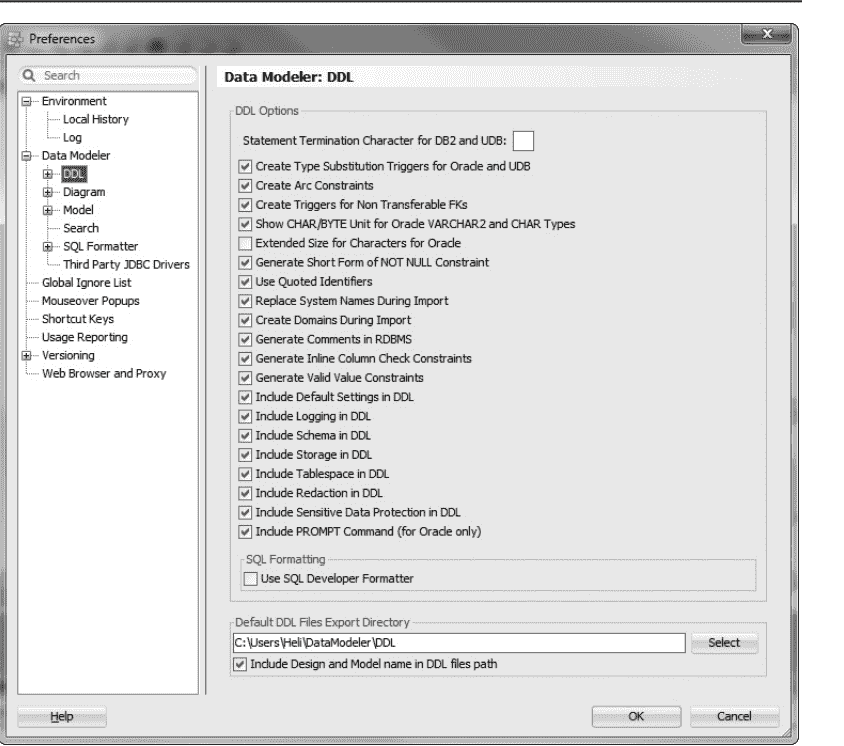 Preferences
Search
Environment
Local History
Log
Data Modeler
DDL
Diagram
Model
Search
SQL Formatter
Third Party JDBC Drivers
Global Ignore List
Mouseover Popups
Shortcut Keys
Usage Reporting
Versioning
Web Browser and Proxy
Data Modeler: DDL
DDL Options
Statement Termination Character for DB2 and UDB:
Create Type Substitution Triggers for Oracle and UDB
Create Arc Constraints
Create Triggers for Non Transferable FKs
Show CHAR/BYTE Unit for Oracle VARCHAR2 and CHAR Types
Extended Size for Characters for Oracle
Generate Short Form of NOT NULL Constraint
Use Quoted Identifiers
Replace System Names During Import
Create Domains During Import
Generate Comments in RDBMS
Generate Inline Column Check Constraints
Generate Valid Value Constraints
Include Default Settings in DDL
Include Logging in DDL
Include Schema in DDL
Include Storage in DDL
Include Tablespace in DDL
Include Redaction in DDL
Include Sensitive Data Protection in DDL
Include PROMPT Command (for Oracle only)
SQL Formatting
Use SQL Developer Formatter
Default DDL Files Export Directory
C:\Users\Heli\DataModeler\DDL
Select
Include Design and Model name in DDL files path
Help
OK
Cancel